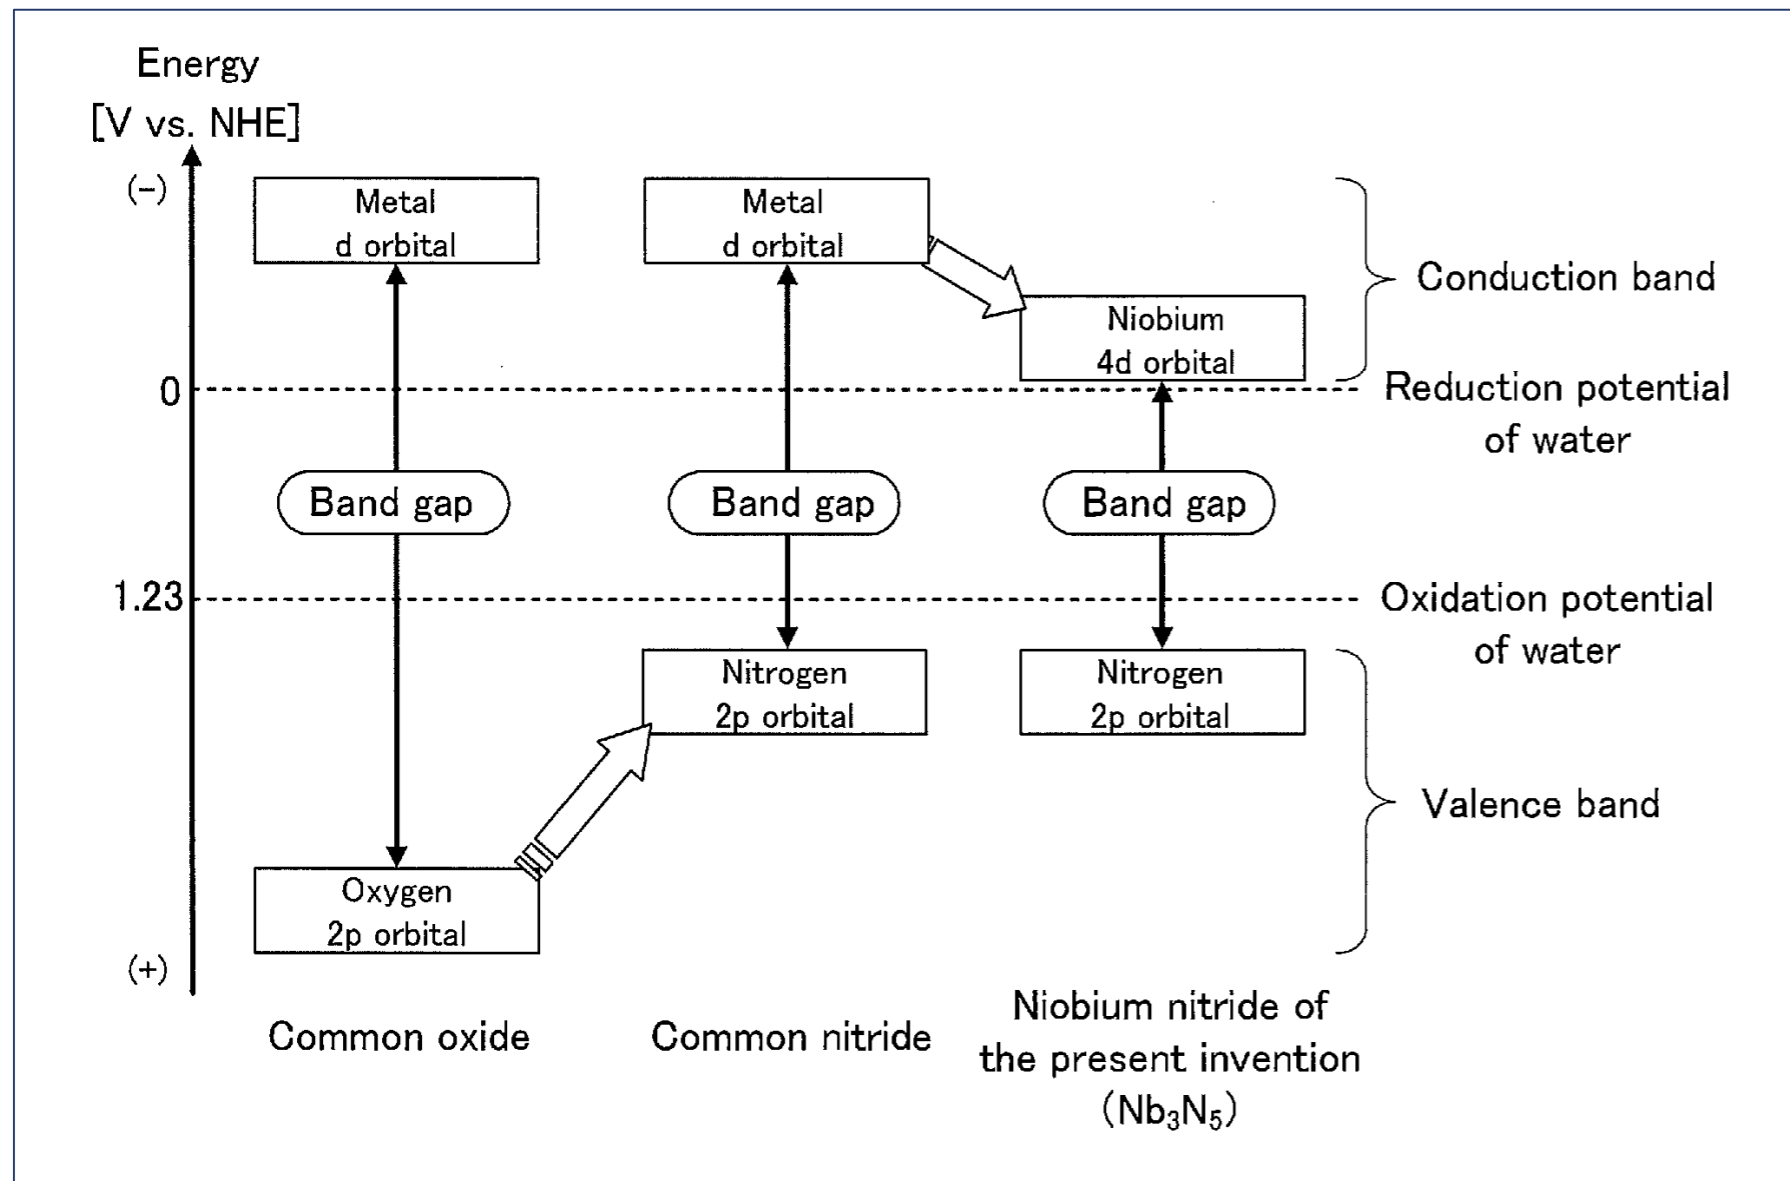 Energy
[V vs. NHE]
(−)
Metal
d orbital
Metal
d orbital
Niobium
4d orbital
Conduction band
0
Reduction potential
of water
Band gap
Band gap
Band gap
1.23
Oxidation potential
of water
Nitrogen
2p orbital
Nitrogen
2p orbital
Valence band
Oxygen
2p orbital
(+)
Common oxide
Common nitride
Niobium nitride of
the present invention
(Nb₃N₅)